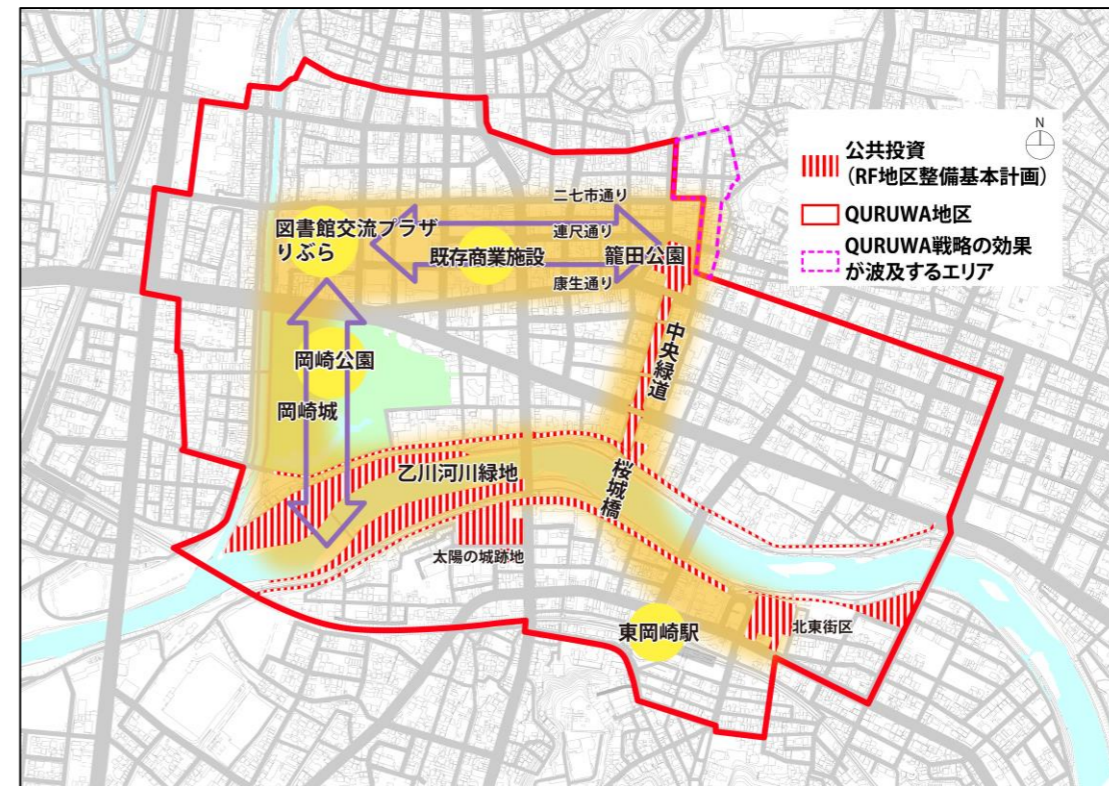 N
公共投資
(RF地区整備基本計画)
QURUWA地区
QURUWA戦略の効果
が波及するエリア
二七市通り
図書館交流プラザ
りぶら
連尺通り
既存商業施設
籠田公園
康生通り
中央緑道
岡崎公園
岡崎城
乙川河川緑地
桜城橋
太陽の城跡地
東岡崎駅
北東街区